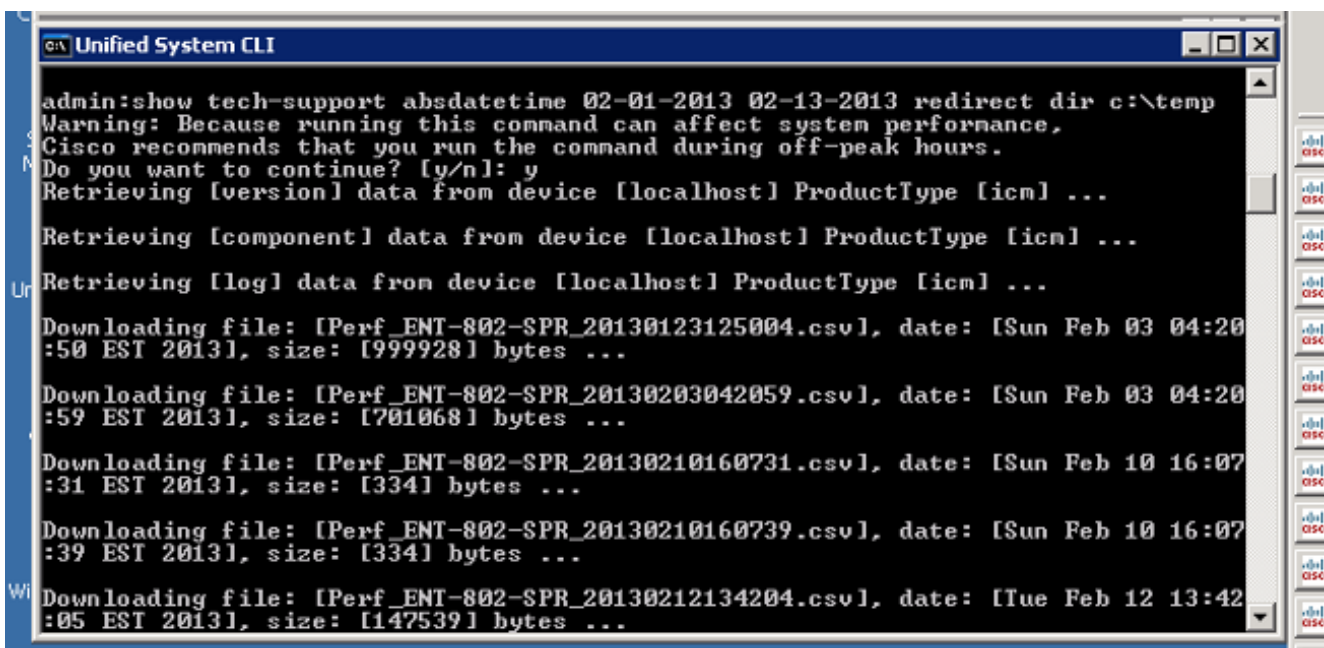 Unified System CLI
admin:show tech-support absdatetime 02-01-2013 02-13-2013 redirect dir c:\temp
Warning: Because running this command can affect system performance,
Cisco recommends that you run the command during off-peak hours.
Do you want to continue? [y/n]: y
Retrieving [version] data from device [localhost] ProductType [icm] ...
Retrieving [component] data from device [localhost] ProductType [icm] ...
Retrieving [log] data from device [localhost] ProductType [icm] ...
Downloading file: [Perf_ENT-802-SPR_20130123125004.csv], date: [Sun Feb 03 04:20
:50 EST 2013], size: [999928] bytes ...
Downloading file: [Perf_ENT-802-SPR_20130203042059.csv], date: [Sun Feb 03 04:20
:59 EST 2013], size: [701068] bytes ...
Downloading file: [Perf_ENT-802-SPR_20130210160731.csv], date: [Sun Feb 10 16:07
:31 EST 2013], size: [334] bytes ...
Downloading file: [Perf_ENT-802-SPR_20130210160739.csv], date: [Sun Feb 10 16:07
:39 EST 2013], size: [334] bytes ...
Downloading file: [Perf_ENT-802-SPR_20130212134204.csv], date: [Tue Feb 12 13:42
:05 EST 2013], size: [147539] bytes ...